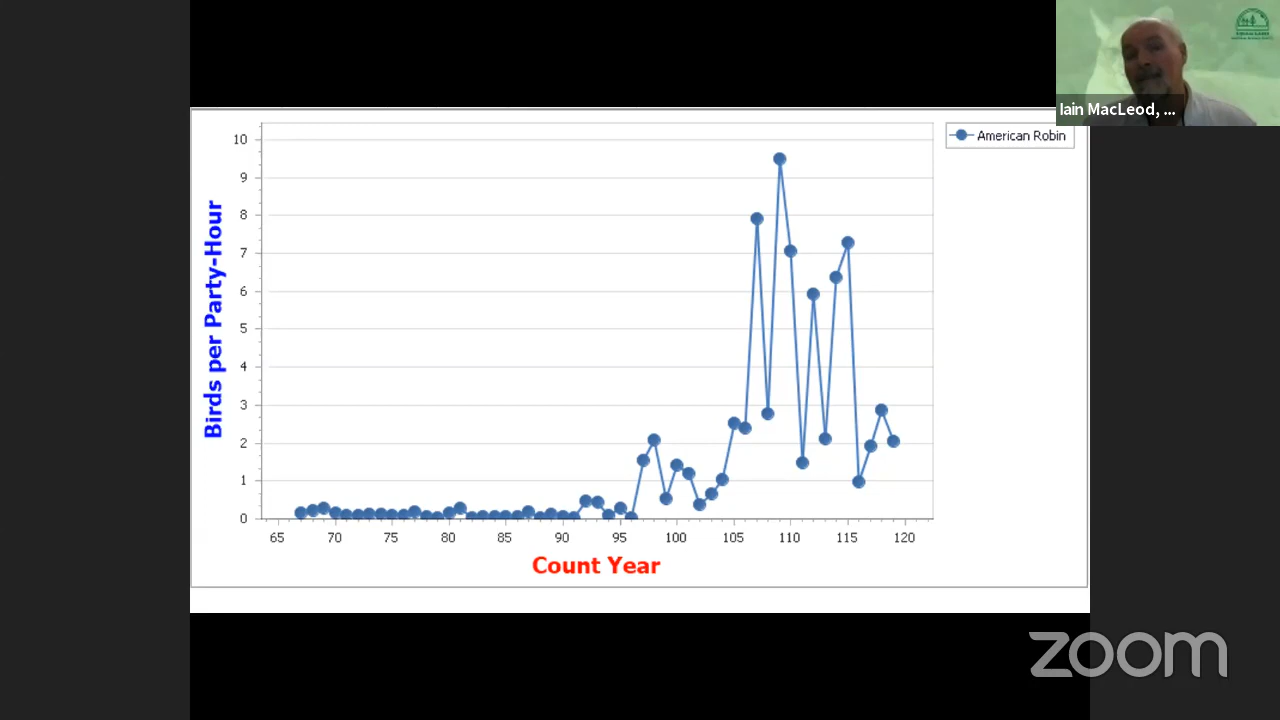 Iain MacLeod, ...
American Robin
10
9
8
7
6
5
4
3
2
1
0
Birds per Party-Hour
65 70 75 80 85 90 95 100 105 110 115 120
Count Year
zoom